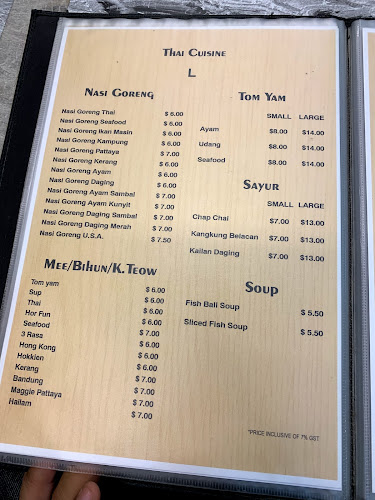 THAI CUISINE
L
NASI GORENG
Nasi Goreng Thai $ 6.00
Nasi Goreng Seafood $ 6.00
Nasi Goreng Ikan Masin $ 6.00
Nasi Goreng Kampung $ 6.00
Nasi Goreng Pattaya $ 7.00
Nasi Goreng Kerang $ 6.00
Nasi Goreng Ayam $ 6.00
Nasi Goreng Daging $ 6.00
Nasi Goreng Ayam Sambal $ 7.00
Nasi Goreng Ayam Kunyit $ 7.00
Nasi Goreng Daging Sambal $ 7.00
Nasi Goreng Daging Merah $ 7.00
Nasi Goreng U.S.A. $ 7.50
MEE/BIHUN/K.TEOW
Tom yam $ 6.00
Sup $ 6.00
Thai $ 6.00
Hor Fun $ 6.00
Seafood $ 7.00
3 Rasa $ 6.00
Hong Kong $ 6.00
Hokkien $ 6.00
Kerang $ 7.00
Bandung $ 7.00
Maggie Pattaya $ 7.00
Hailam $ 7.00
TOM YAM
SMALL LARGE
Ayam $8.00 $14.00
Udang $8.00 $14.00
Seafood $8.00 $14.00
SAYUR
SMALL LARGE
Chap Chai $7.00 $13.00
Kangkung Belacan $7.00 $13.00
Kailan Daging $7.00 $13.00
SOUP
Fish Ball Soup $ 5.50
Sliced Fish Soup $ 5.50
*PRICE INCLUSIVE OF 7% GST